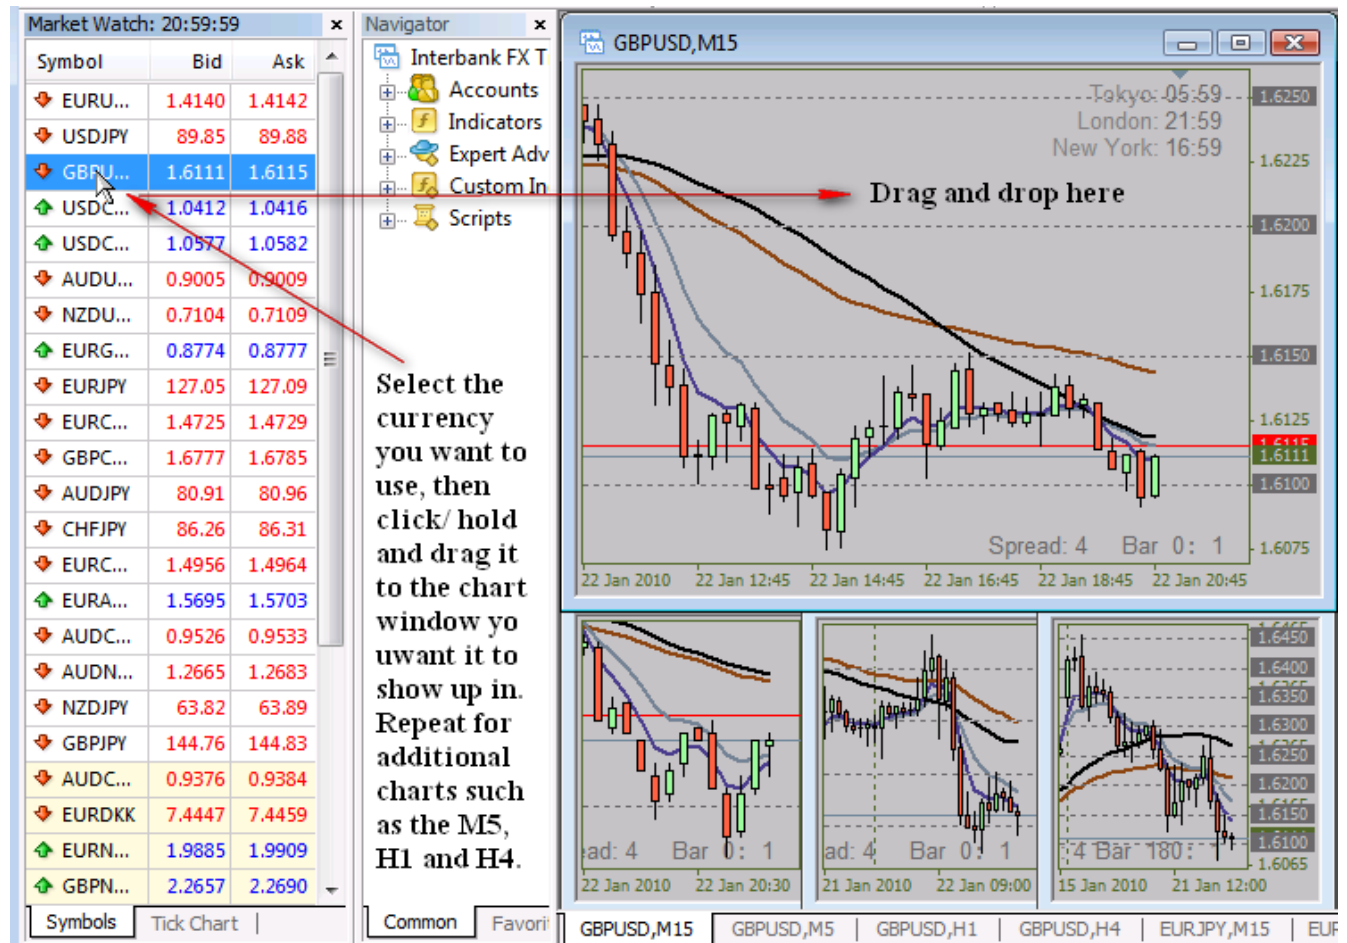 Market Watch: 20:59:59
Symbol Bid Ask
EURU... 1.4140 1.4142
USDJPY 89.85 89.88
GBPU... 1.6111 1.6115
USDC... 1.0412 1.0416
USDC... 1.0577 1.0582
AUDU... 0.9005 0.9009
NZDU... 0.7104 0.7109
EURG... 0.8774 0.8777
EURJPY 127.05 127.09
EURC... 1.4725 1.4729
GBPC... 1.6777 1.6785
AUDJPY 80.91 80.96
CHFJPY 86.26 86.31
EURC... 1.4956 1.4964
EURA... 1.5695 1.5703
AUDC... 0.9526 0.9533
AUDN... 1.2665 1.2683
NZDJPY 63.82 63.89
GBPJPY 144.76 144.83
AUDC... 0.9376 0.9384
EURDKK 7.4447 7.4459
EURN... 1.9885 1.9909
GBPN... 2.2657 2.2690
Symbols Tick Chart
Navigator
Interbank FX T
Accounts
Indicators
Expert Adv
Custom In
Scripts
Select the
currency
you want to
use, then
click/ hold
and drag it
to the chart
window yo
uwant it to
show up in.
Repeat for
additional
charts such
as the M5,
H1 and H4.
Common Favori
GBPUSD,M15
Tokyo: 05:59
London: 21:59
New York: 16:59
Drag and drop here
1.6250
1.6225
1.6200
1.6175
1.6150
1.6125
1.6115
1.6111
1.6100
1.6075
Spread: 4 Bar 0: 1
22 Jan 2010 22 Jan 12:45 22 Jan 14:45 22 Jan 16:45 22 Jan 18:45 22 Jan 20:45
ad: 4 Bar 0: 1
22 Jan 2010 22 Jan 20:30
ad: 4 Bar 0: 1
21 Jan 2010 22 Jan 09:00
1.6450
1.6400
1.6350
1.6300
1.6250
1.6200
1.6150
1.6100
1.6065
4 Bar 180: 1
15 Jan 2010 21 Jan 12:00
GBPUSD,M15 GBPUSD,M5 GBPUSD,H1 GBPUSD,H4 EURJPY,M15 EUR